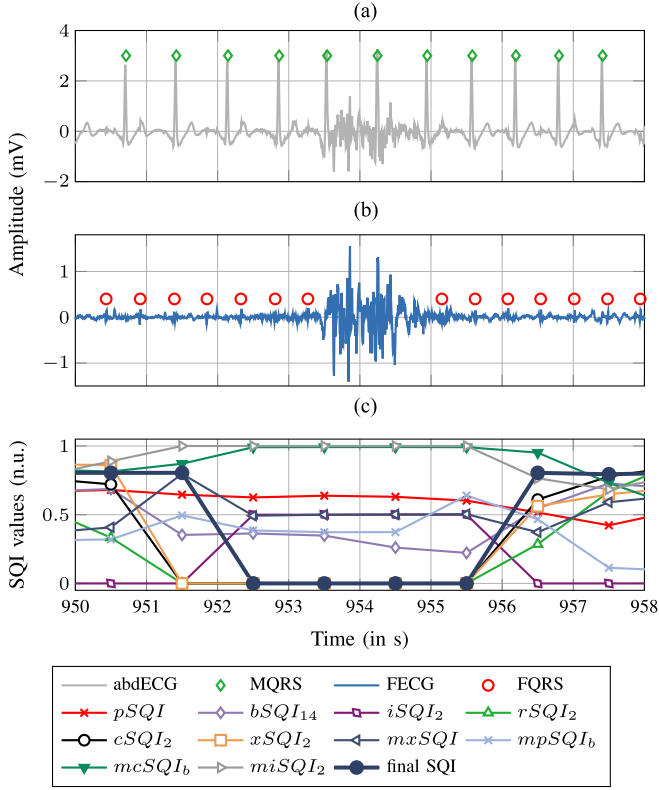 (a)
4
2
0
−2
(b)
1
0
−1
Amplitude (mV)
(c)
1
0.5
0
SQI values (n.u.)
950 951 952 953 954 955 956 957 958
Time (in s)
abdECG MQRS FECG FQRS
pSQI bSQI₁₄ iSQI₂ rSQI₂
cSQI₂ xSQI₂ mxSQI mpSQI_b
mcSQI_b miSQI₂ final SQI